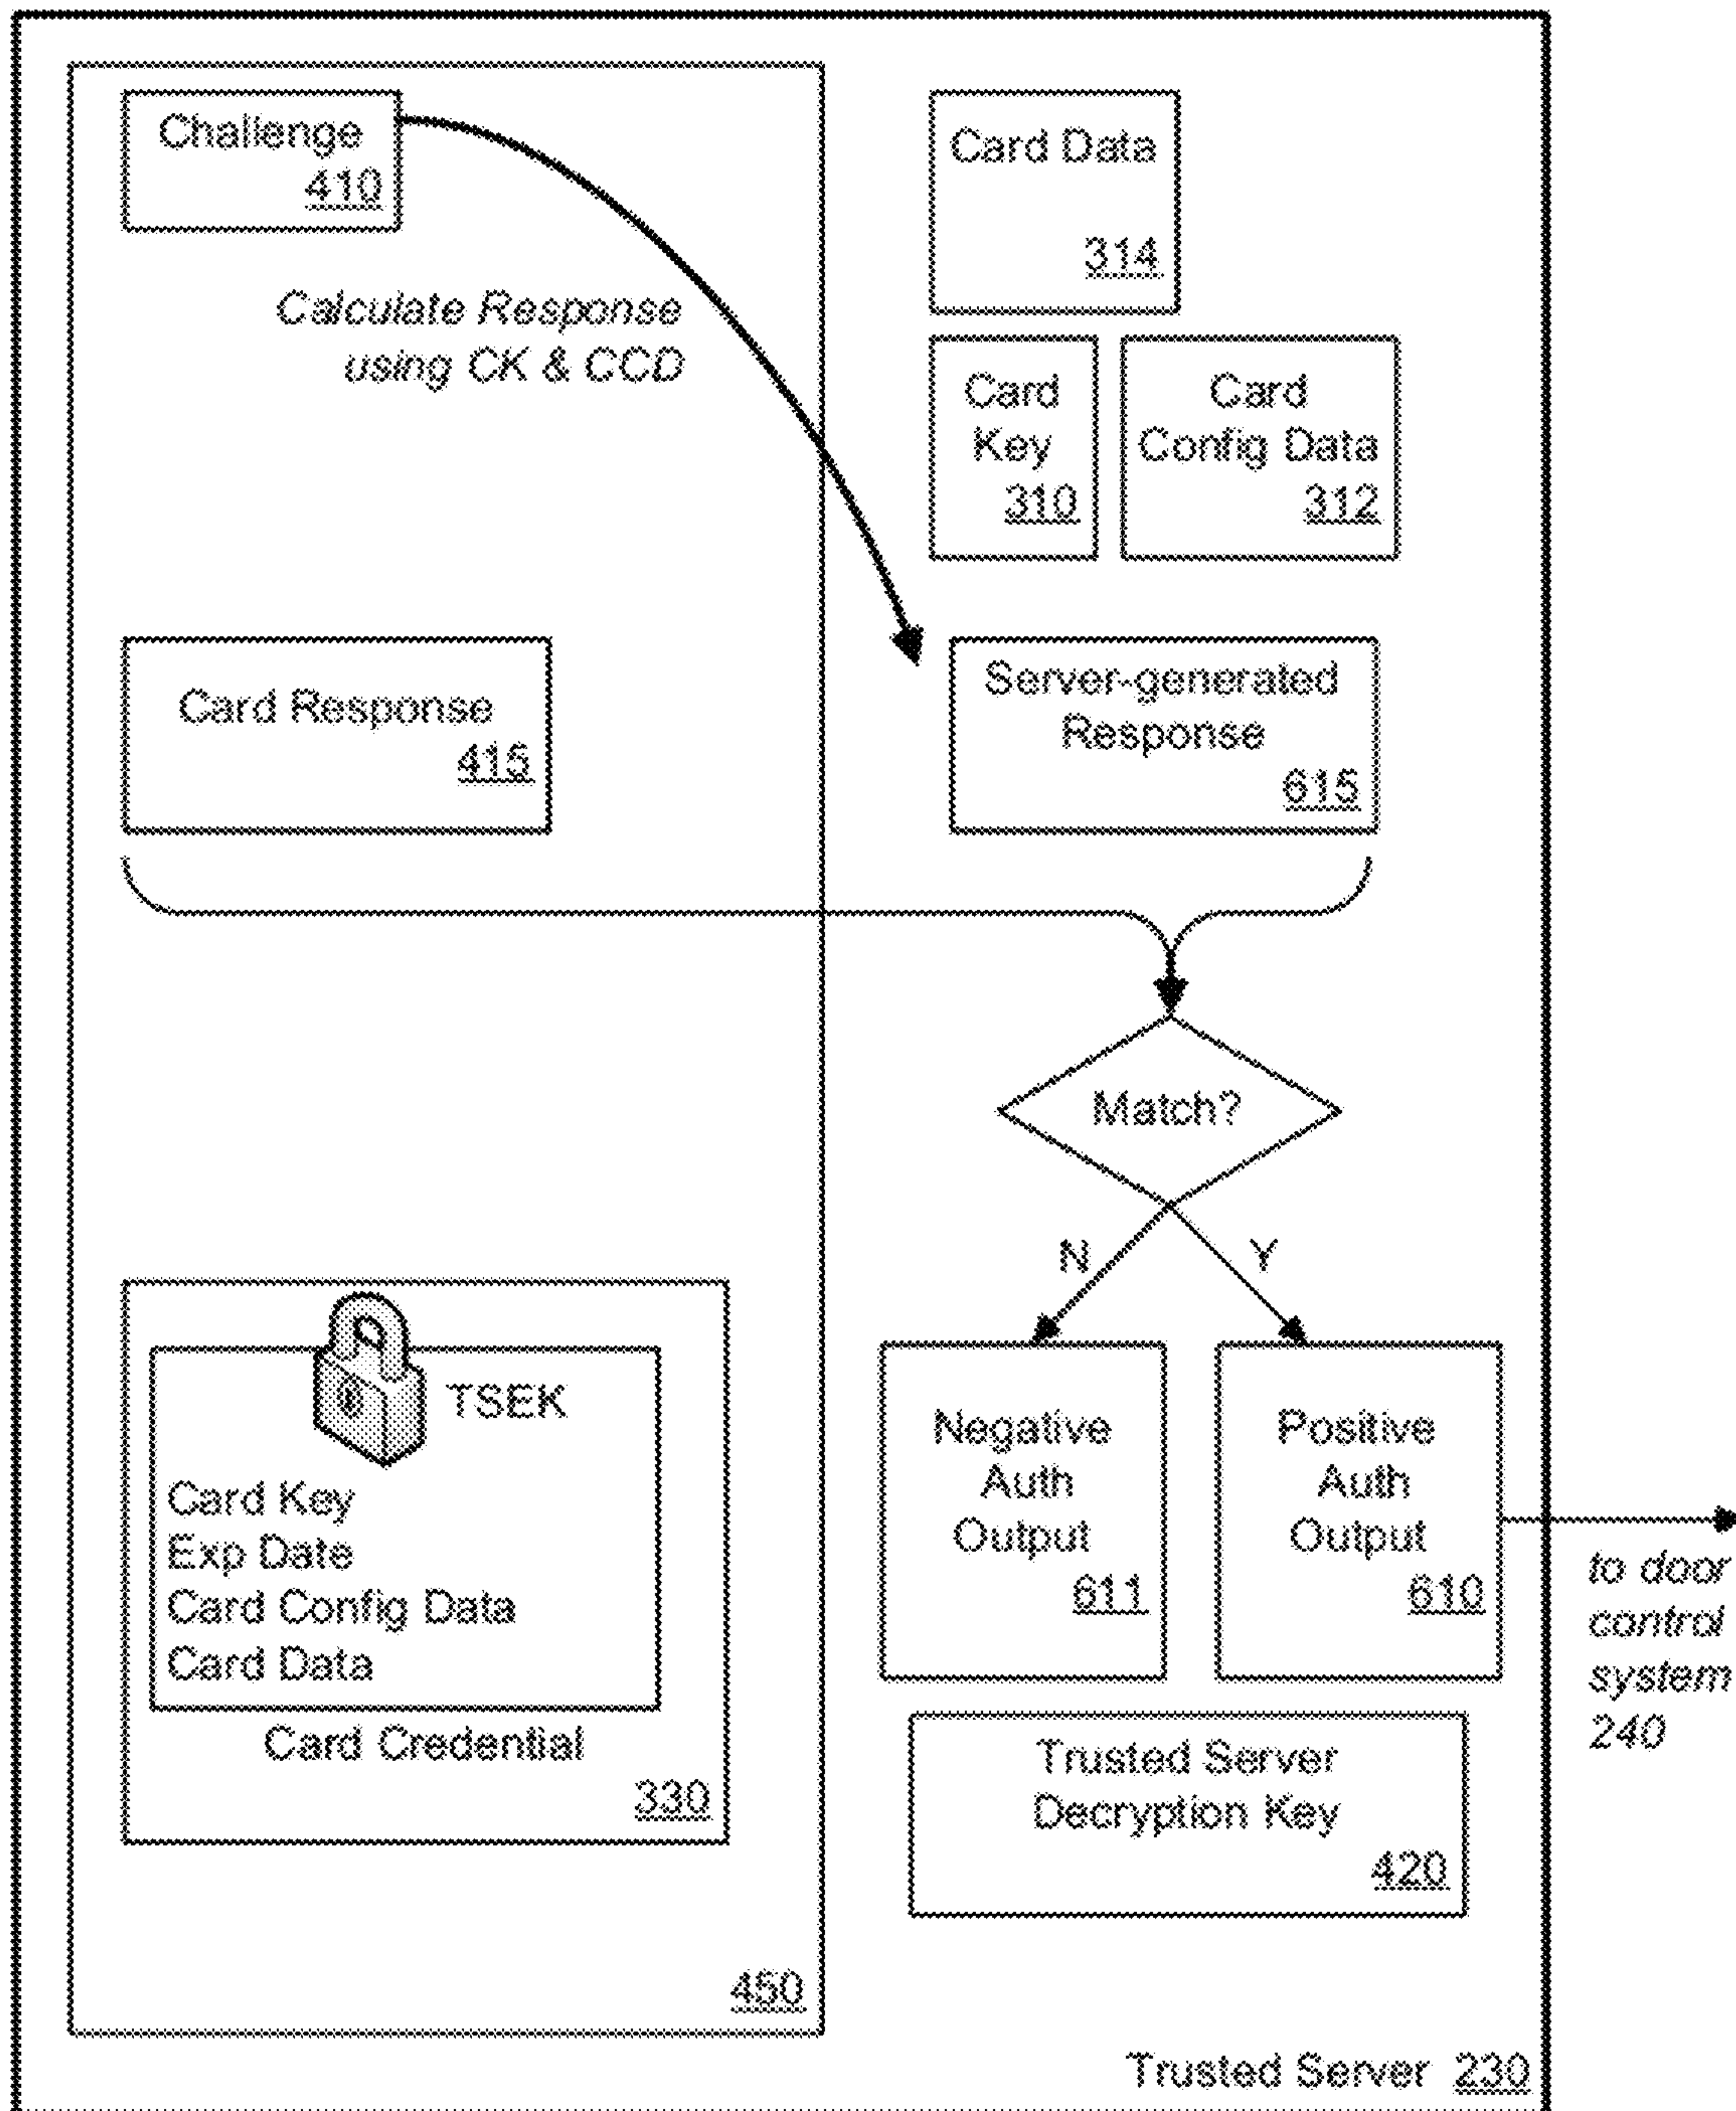 Challenge
410
Card Data
314
Calculate Response
using CK & CCD
Card
Key
310
Card
Config Data
312
Card Response
415
Server-generated
Response
615
Match?
N
Y
TSEK
Card Key
Exp Date
Card Config Data
Card Data
Card Credential
330
Negative
Auth
Output
611
Positive
Auth
Output
610
to door
control
system
240
Trusted Server
Decryption Key
420
450
Trusted Server 230